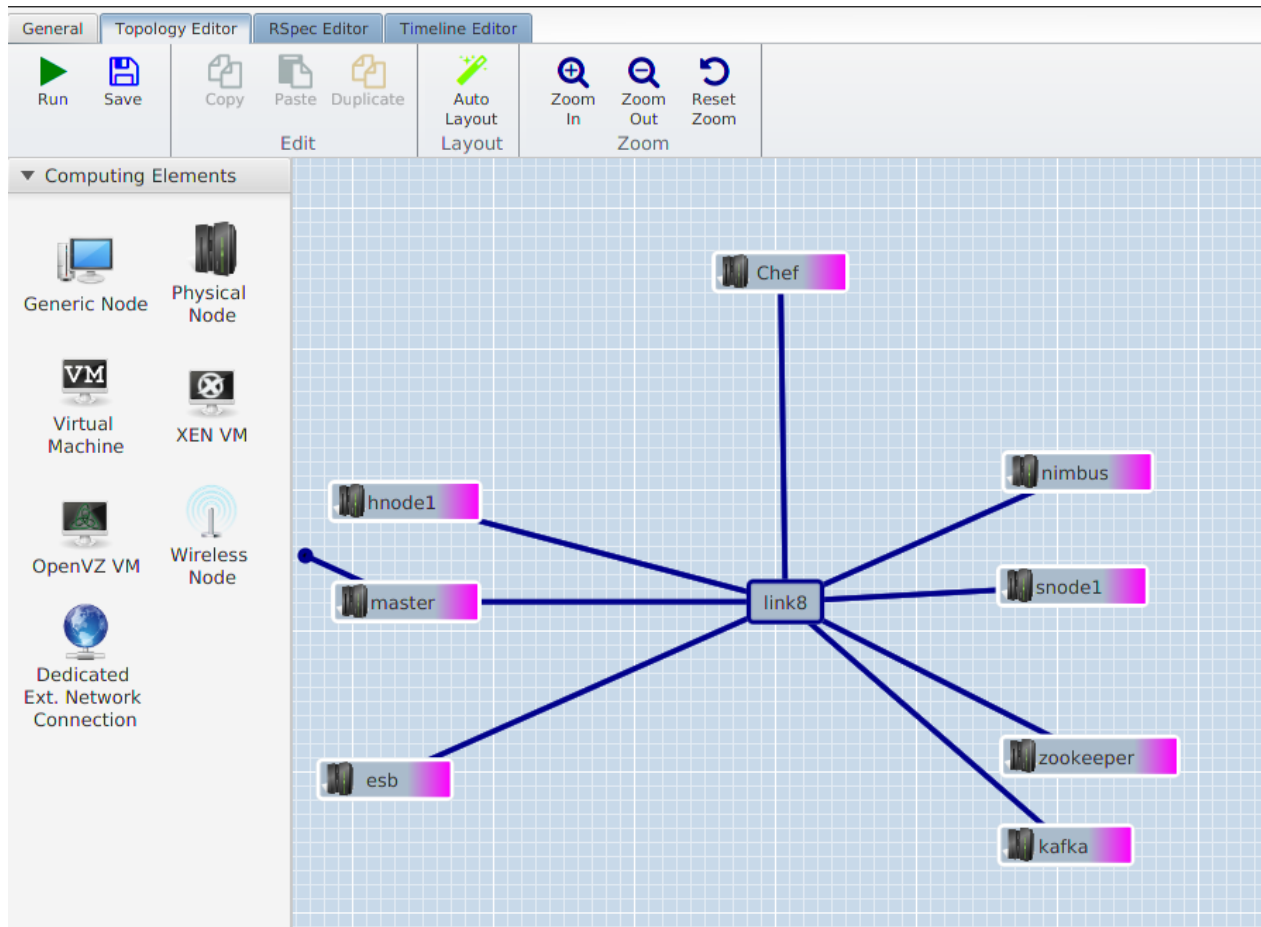 General
Topology Editor
RSpec Editor
Timeline Editor
Run
Save
Copy
Paste
Duplicate
Edit
Auto
Layout
Layout
Zoom
In
Zoom
Out
Reset
Zoom
Zoom
Computing Elements
Generic Node
Physical
Node
VM
Virtual
Machine
XEN VM
OpenVZ VM
Wireless
Node
Dedicated
Ext. Network
Connection
Chef
hnode1
nimbus
master
link8
snode1
esb
zookeeper
kafka